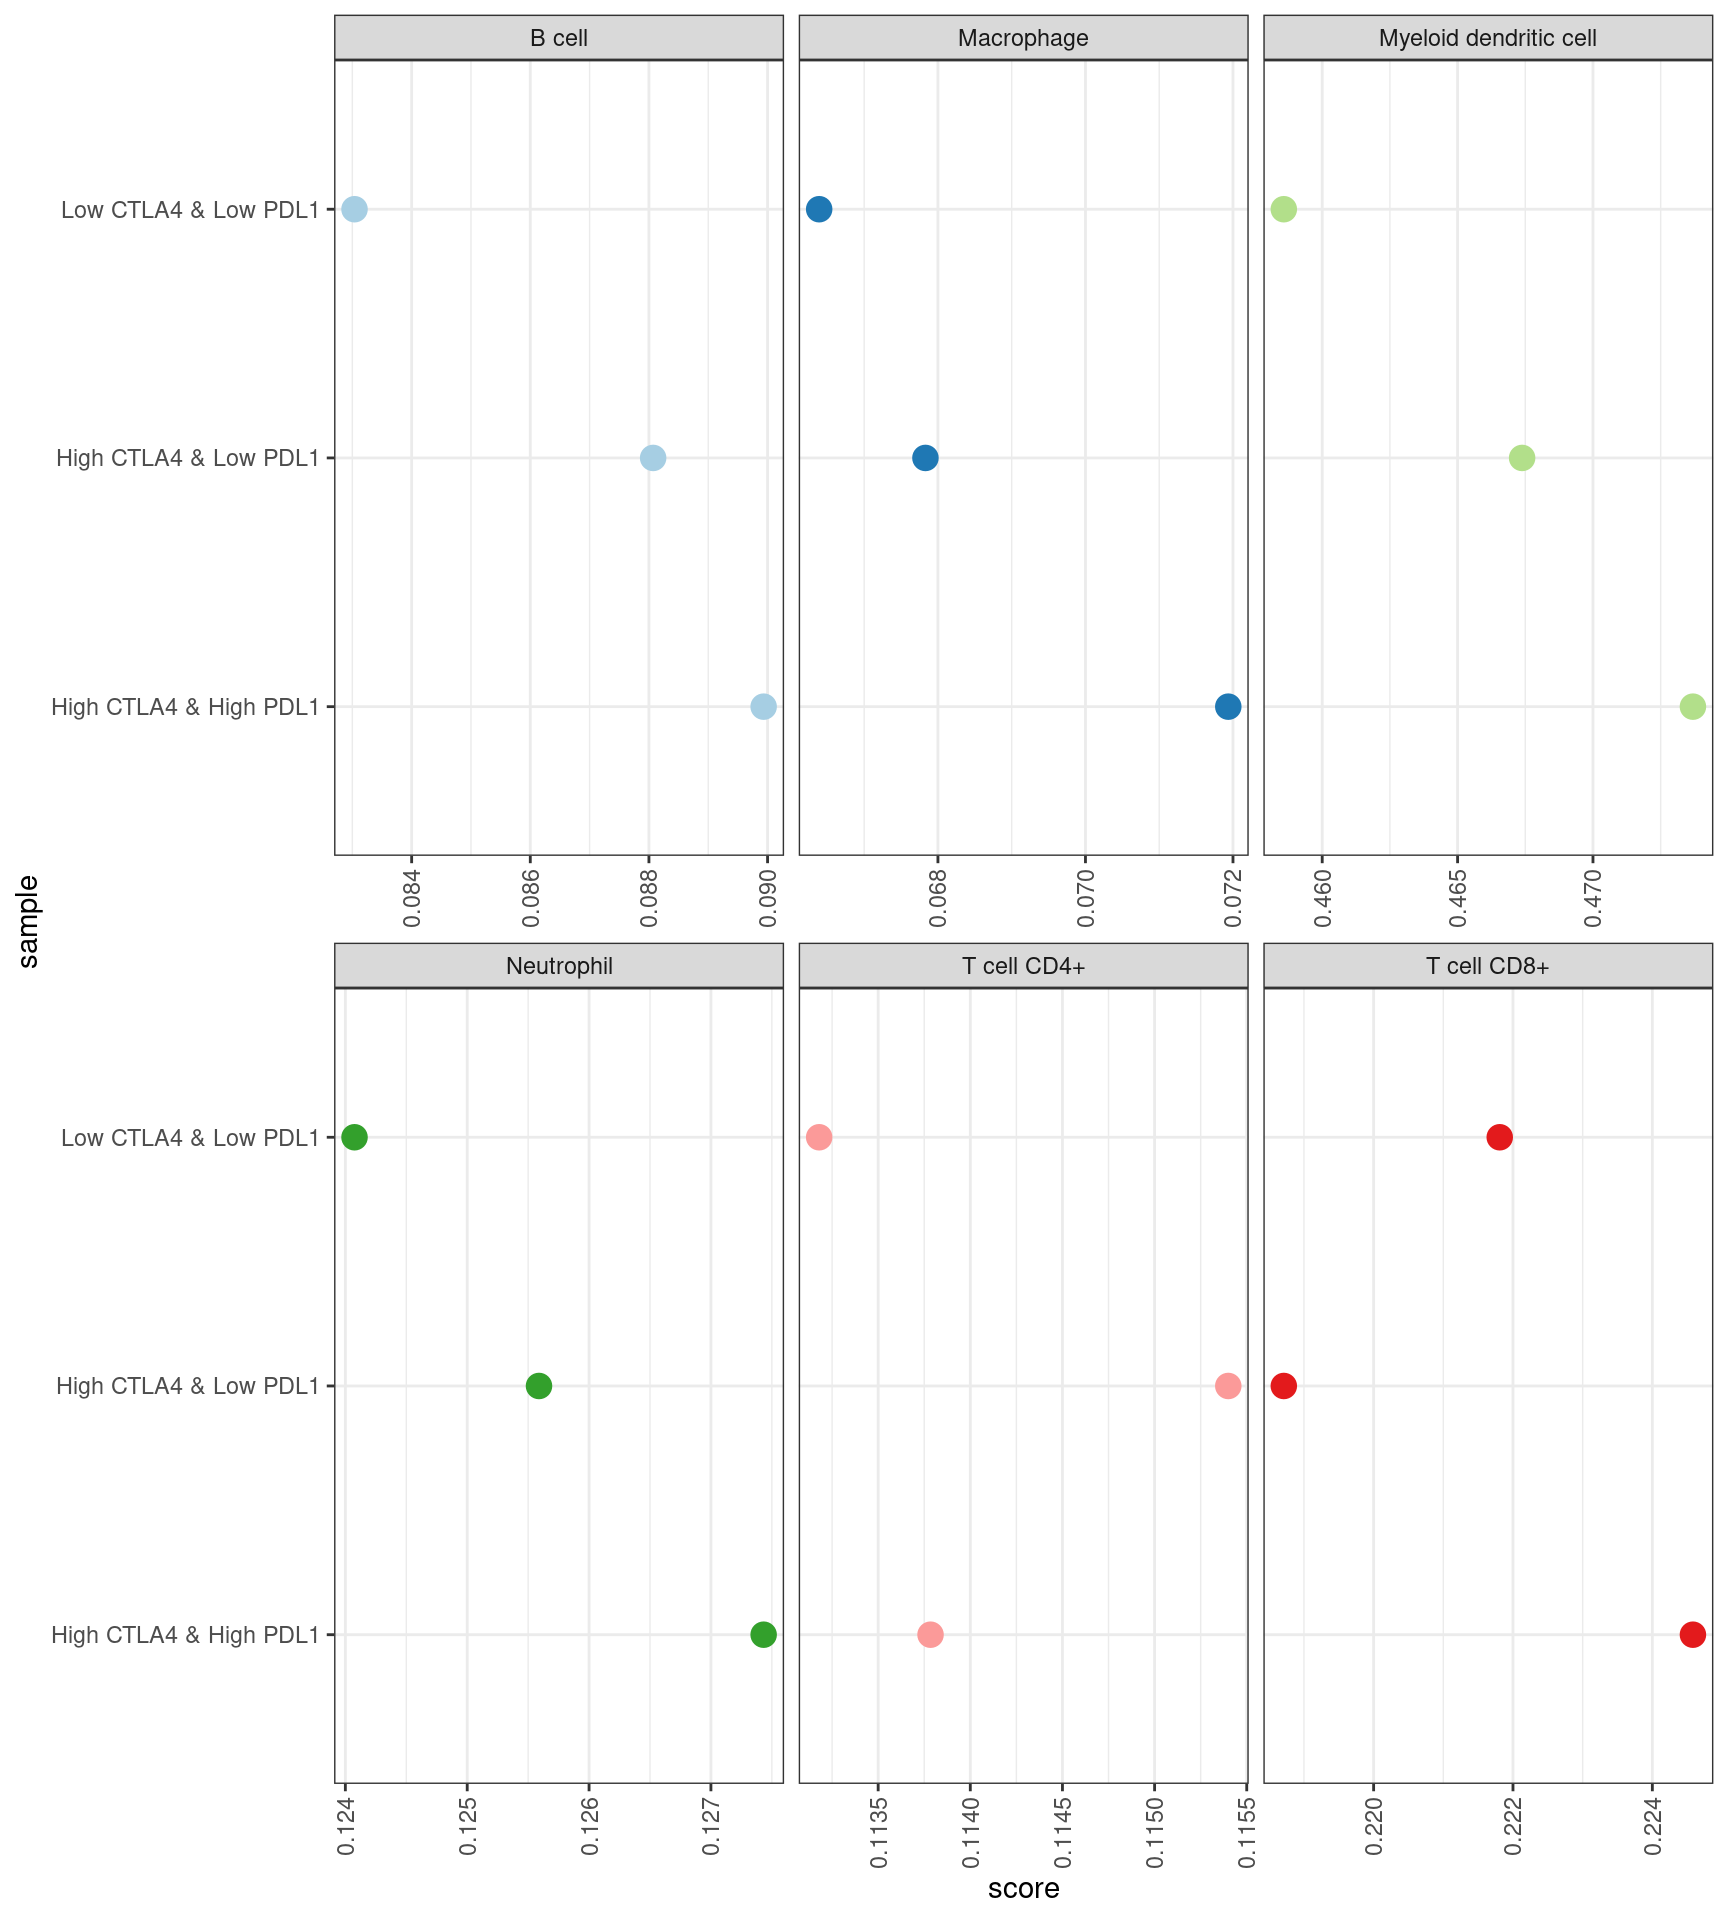 B cell
Macrophage
Myeloid dendritic cell
Low CTLA4 & Low PDL1
High CTLA4 & Low PDL1
High CTLA4 & High PDL1
0.084
0.086
0.088
0.090
0.068
0.070
0.072
0.460
0.465
0.470
sample
Neutrophil
T cell CD4+
T cell CD8+
Low CTLA4 & Low PDL1
High CTLA4 & Low PDL1
High CTLA4 & High PDL1
0.124
0.125
0.126
0.127
0.1135
0.1140
0.1145
0.1150
0.1155
0.220
0.222
0.224
score